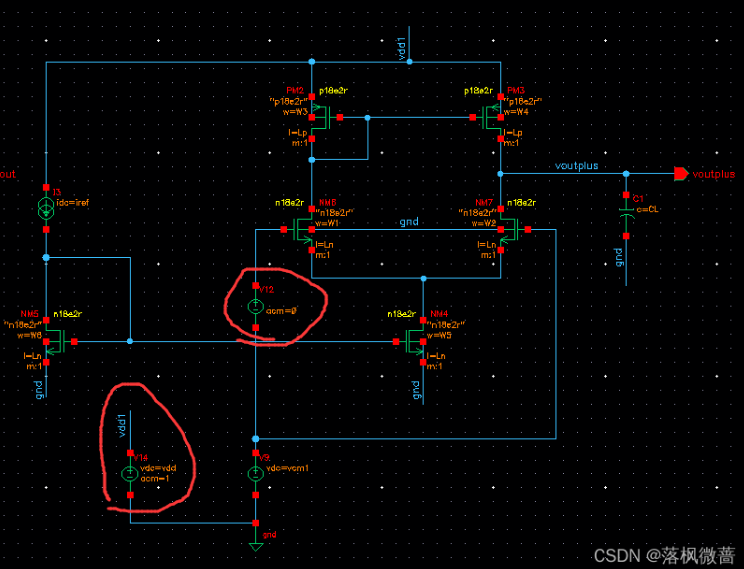 vdd1
PM2
p18e2r
"p18e2r"
w=W3
l=Lp
m:1
p18e2r
PM3
"p18e2r"
w=W4
l=Lp
m:1
out
voutplus
voutplus
I3
idc=iref
n18e2r
NM6
"n18e2r"
w=W1
l=Ln
m:1
gnd
NM7
n18e2r
"n18e2r"
w=W2
l=Ln
m:1
C1
c=CL
gnd
V12
acm=0
NM5
n18e2r
"n18e2r"
w=W6
l=Ln
m:1
gnd
n18e2r
NM4
"n18e2r"
w=W5
l=Ln
m:1
gnd
vdd1
V14
vdc=vdd
acm=1
V9
vdc=vcm1
gnd
CSDN @落枫微蔷